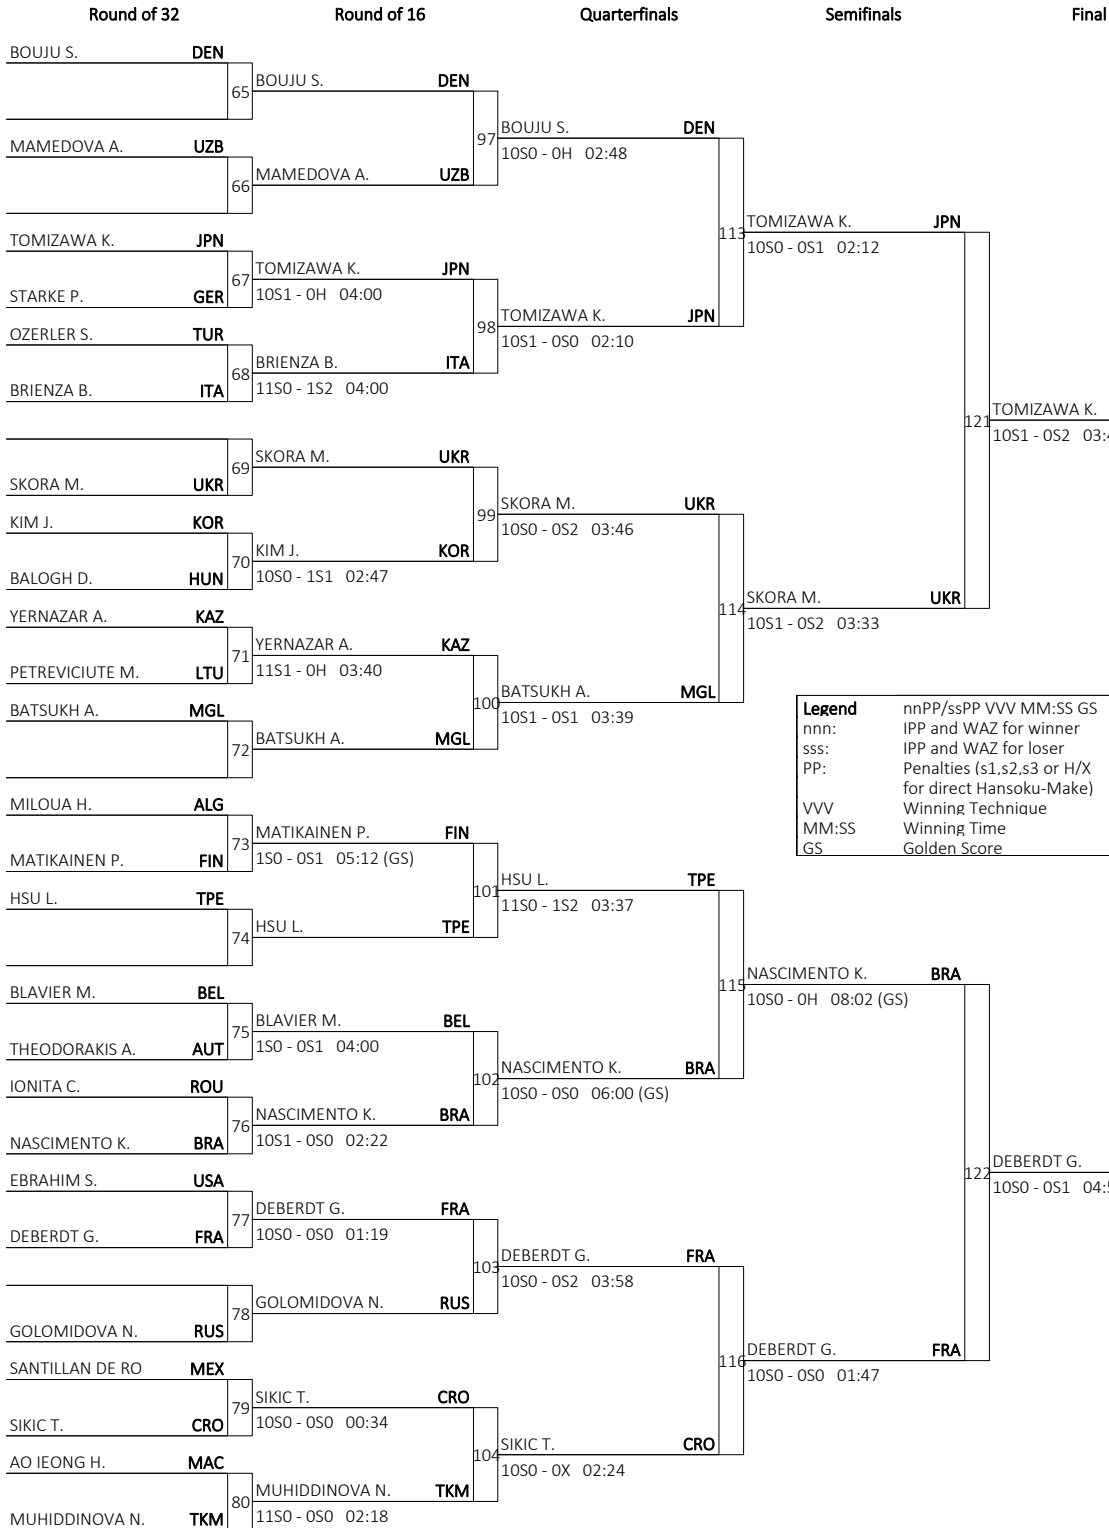 Round of 32 Round of 16 Quarterfinals Semifinals Final
BOUJU S. DEN
65
BOUJU S. DEN
MAMEDOVA A. UZB
66
MAMEDOVA A. UZB
97
BOUJU S. DEN
10S0 - 0H 02:48
TOMIZAWA K. JPN
STARKE P. GER
67
TOMIZAWA K. JPN
10S1 - 0H 04:00
OZERLER S. TUR
BRIENZA B. ITA
68
BRIENZA B. ITA
11S0 - 1S2 04:00
98
TOMIZAWA K. JPN
10S1 - 0S0 02:10
113
TOMIZAWA K. JPN
10S0 - 0S1 02:12
SKORA M. UKR
69
SKORA M. UKR
KIM J. KOR
BALOGH D. HUN
70
KIM J. KOR
10S0 - 1S1 02:47
99
SKORA M. UKR
10S0 - 0S2 03:46
YERNAZAR A. KAZ
PETREVICIUTE M. LTU
71
YERNAZAR A. KAZ
11S1 - 0H 03:40
BATSUKH A. MGL
72
BATSUKH A. MGL
100
BATSUKH A. MGL
10S1 - 0S1 03:39
114
SKORA M. UKR
10S1 - 0S2 03:33
121
TOMIZAWA K.
10S1 - 0S2
Legend nnPP/ssPP VVV MM:SS GS
nnn: IPP and WAZ for winner
sss: IPP and WAZ for loser
PP: Penalties (s1,s2,s3 or H/X
for direct Hansoku-Make)
VVV Winning Technique
MM:SS Winning Time
GS Golden Score
MILOUA H. ALG
MATIKAINEN P. FIN
73
MATIKAINEN P. FIN
1S0 - 0S1 05:12 (GS)
HSU L. TPE
74
HSU L. TPE
101
HSU L. TPE
11S0 - 1S2 03:37
BLAVIER M. BEL
THEODORAKIS A. AUT
75
BLAVIER M. BEL
1S0 - 0S1 04:00
IONITA C. ROU
NASCIMENTO K. BRA
76
NASCIMENTO K. BRA
10S1 - 0S0 02:22
102
NASCIMENTO K. BRA
10S0 - 0S0 06:00 (GS)
115
NASCIMENTO K. BRA
10S0 - 0H 08:02 (GS)
EBRAHIM S. USA
DEBERDT G. FRA
77
DEBERDT G. FRA
10S0 - 0S0 01:19
GOLOMIDOVA N. RUS
78
GOLOMIDOVA N. RUS
103
DEBERDT G. FRA
10S0 - 0S2 03:58
SANTILLAN DE RO MEX
SIKIC T. CRO
79
SIKIC T. CRO
10S0 - 0S0 00:34
AO IEONG H. MAC
MUHIDDINOVA N. TKM
80
MUHIDDINOVA N. TKM
11S0 - 0S0 02:18
104
SIKIC T. CRO
10S0 - 0X 02:24
116
DEBERDT G. FRA
10S0 - 0S0 01:47
122
DEBERDT G.
10S0 - 0S1